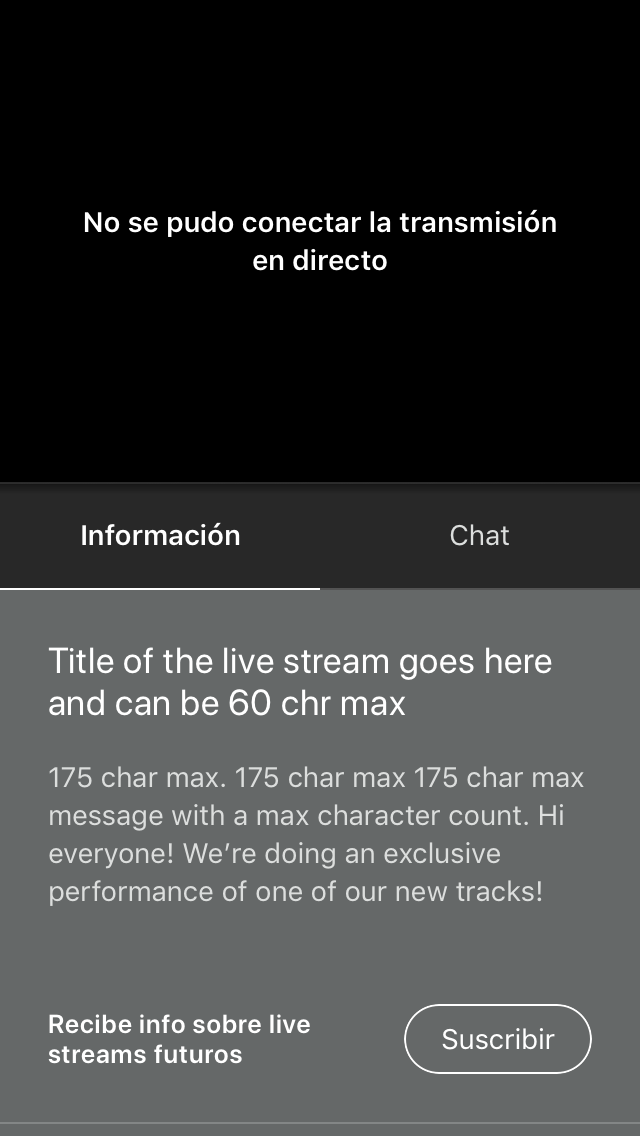 No se pudo conectar la transmisión
en directo
Información
Chat
Title of the live stream goes here
and can be 60 chr max
175 char max. 175 char max 175 char max
message with a max character count. Hi
everyone! We’re doing an exclusive
performance of one of our new tracks!
Recibe info sobre live
streams futuros
Suscribir